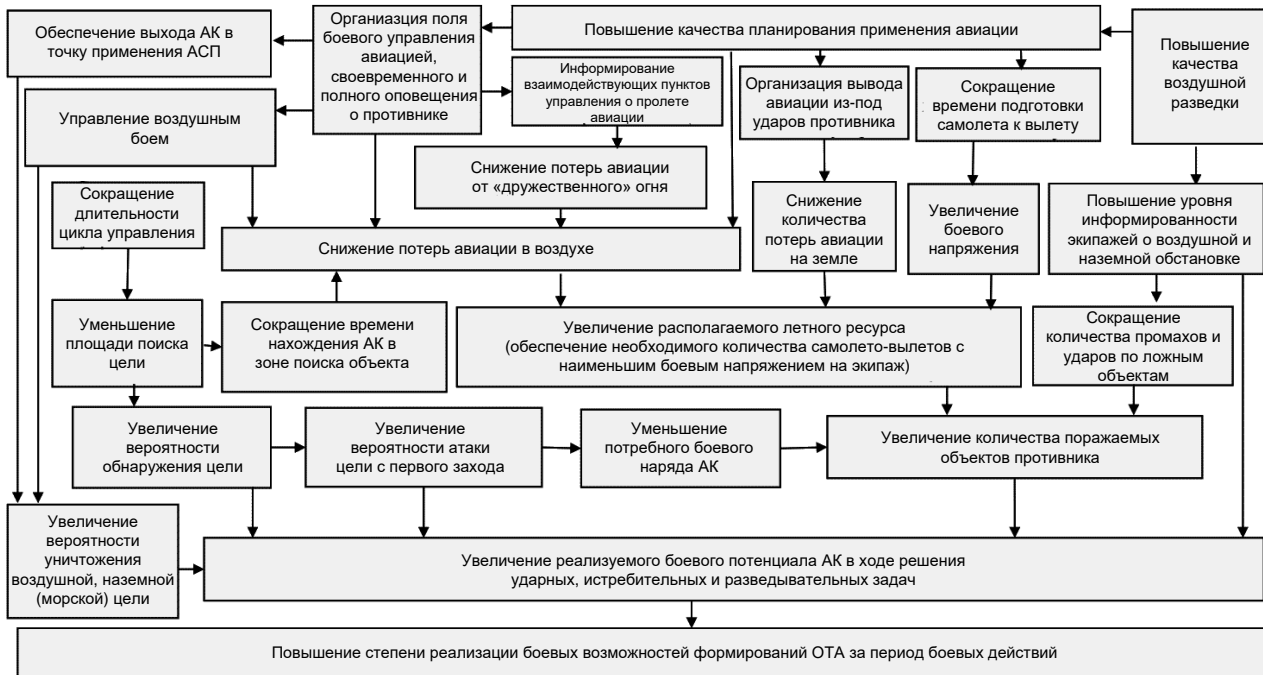 Обеспечение выхода АК в
точку применения АСП
Органиазция поля
боевого управления
авиацией,
своевременного и
полного оповещения
о противнике
Повышение качества планирования применения авиации
Повышение
качества
воздушной
разведки
Информирование
взаимодействующих пунктов
управления о пролете
авиации
Организация вывода
авиации из-под
ударов противника
Сокращение
времени подготовки
самолета к вылету
Управление воздушным
боем
Снижение потерь авиации
от «дружественного» огня
Сокращение
длительности
цикла управления
Снижение потерь авиации в воздухе
Снижение
количества
потерь авиации
на земле
Увеличение
боевого
напряжения
Повышение уровня
информированности
экипажей о воздушной и
наземной обстановке
Уменьшение
площади поиска
цели
Сокращение времени
нахождения АК в
зоне поиска объекта
Увеличение располагаемого летного ресурса
(обеспечение необходимого количества самолето-вылетов с
наименьшим боевым напряжением на экипаж)
Сокращение
количества промахов и
ударов по ложным
объектам
Увеличение
вероятности
обнаружения цели
Увеличение
вероятности атаки
цели с первого захода
Уменьшение
потребного боевого
наряда АК
Увеличение количества поражаемых
объектов противника
Увеличение
вероятности
уничтожения
воздушной, наземной
(морской) цели
Увеличение реализуемого боевого потенциала АК в ходе решения
ударных, истребительных и разведывательных задач
Повышение степени реализации боевых возможностей формирований ОТА за период боевых действий